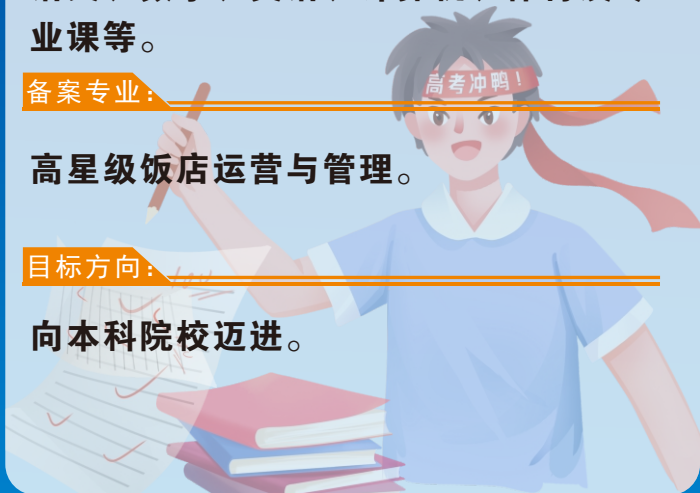 业课等。
高考冲鸭！
备案专业：
高星级饭店运营与管理。
目标方向：
向本科院校迈进。